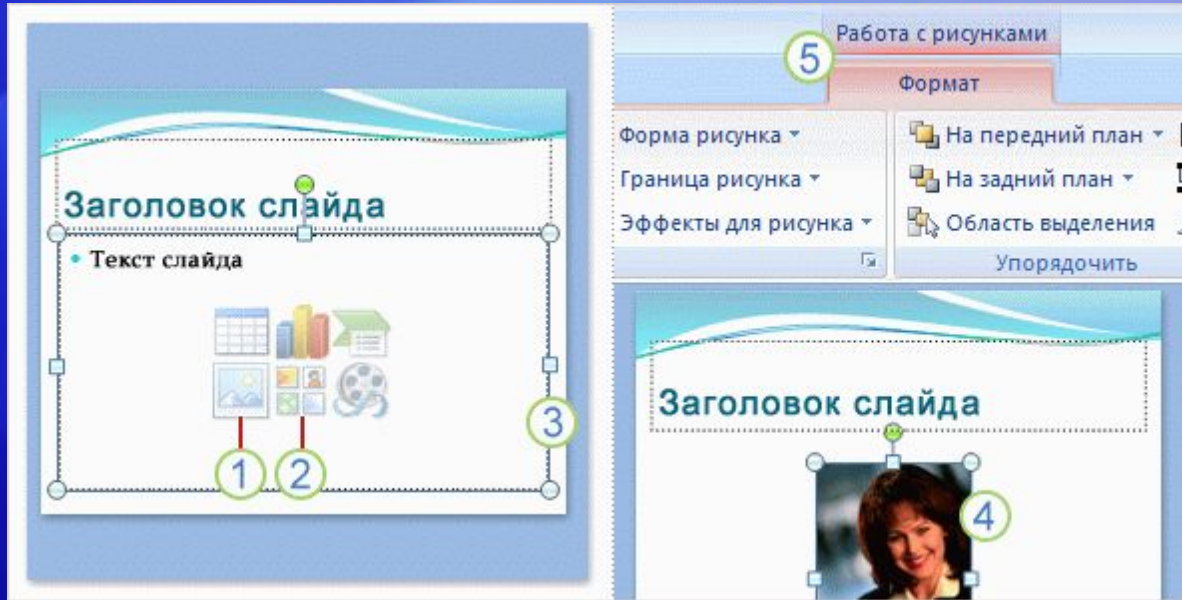 Заголовок слайда
• Текст слайда
1
2
3
Работа с рисунками
5
Формат
Форма рисунка
На передний план
Граница рисунка
На задний план
Эффекты для рисунка
Область выделения
Упорядочить
Заголовок слайда
4